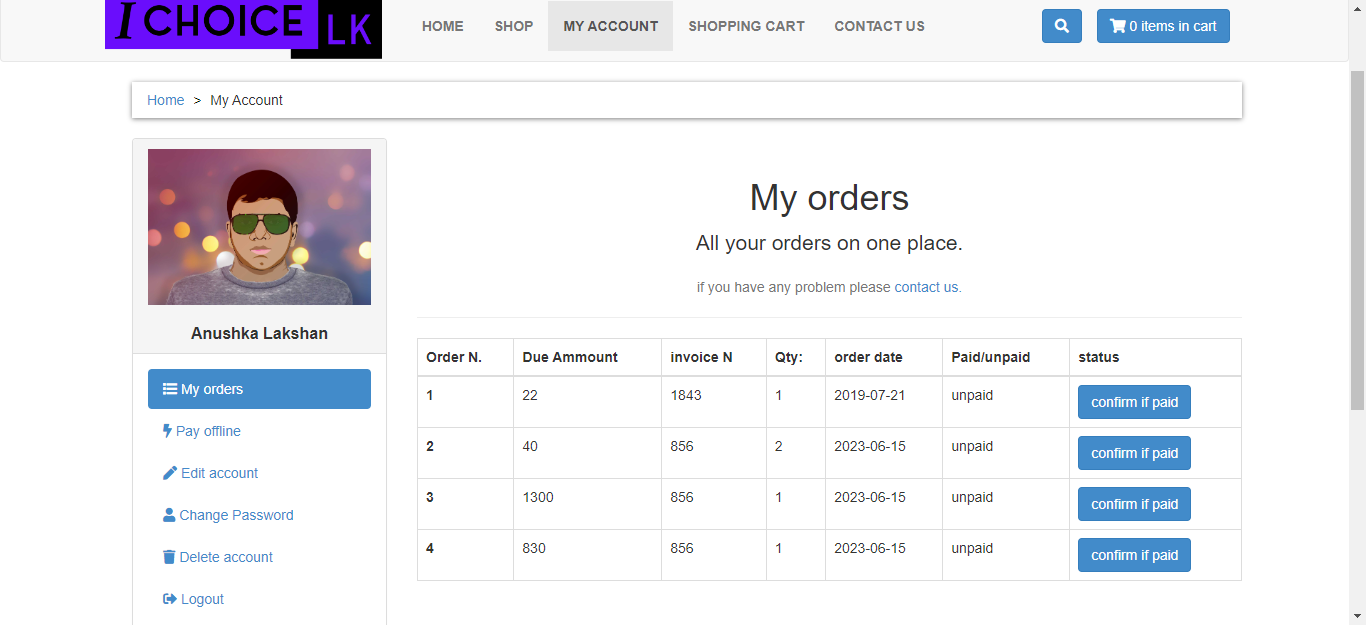 I CHOICE LK
HOME SHOP MY ACCOUNT SHOPPING CART CONTACT US 0 items in cart
Home > My Account
Anushka Lakshan
My orders
Pay offline
Edit account
Change Password
Delete account
Logout
My orders
All your orders on one place.
if you have any problem please contact us.
Order N. Due Ammount invoice N Qty: order date Paid/unpaid status
1 22 1843 1 2019-07-21 unpaid confirm if paid
2 40 856 2 2023-06-15 unpaid confirm if paid
3 1300 856 1 2023-06-15 unpaid confirm if paid
4 830 856 1 2023-06-15 unpaid confirm if paid